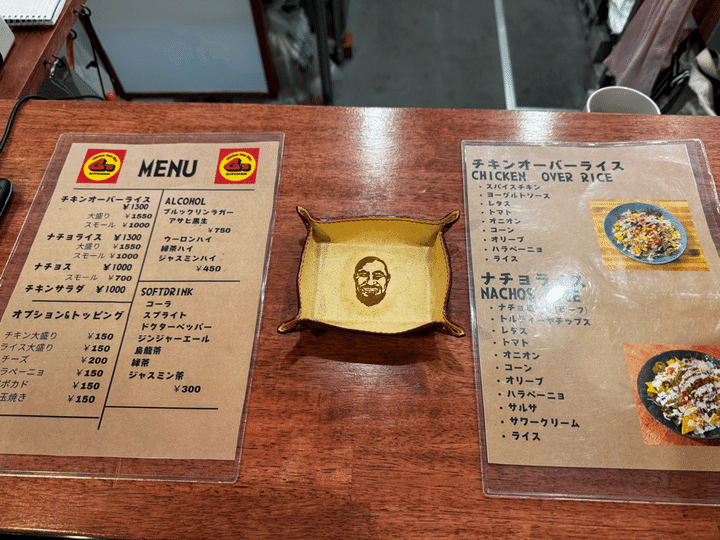 MENU
KITCHEN
KITCHEN
チキンオーバーライス
¥1300
大盛り ¥1550
スモール ¥1000
ナチョライス ¥1300
大盛り ¥1550
スモール ¥1000
ナチョス ¥1000
スモール ¥700
チキンサラダ ¥1000
オプション&トッピング
チキン大盛り ¥150
ライス大盛り ¥150
チーズ ¥200
ラペーニョ ¥150
ボカド ¥150
玉焼き ¥150
ALCOHOL
ブルックリンラガー
アサヒ黒生
¥750
ウーロンハイ
緑茶ハイ
ジャスミンハイ
¥450
SOFTDRINK
コーラ
スプライト
ドクターペッパー
ジンジャーエール
烏龍茶
緑茶
ジャスミン茶
¥300
チキンオーバーライス
CHICKEN OVER RICE
・スパイスチキン
・ヨーグルトソース
・レタス
・トマト
・オニオン
・コーン
・オリーブ
・ハラペーニョ
・ライス
ナチョライス
NACHOS
・トルティーヤチップス
・レタス
・トマト
・オニオン
・コーン
・オリーブ
・ハラペーニョ
・サルサ
・サワークリーム
・ライス